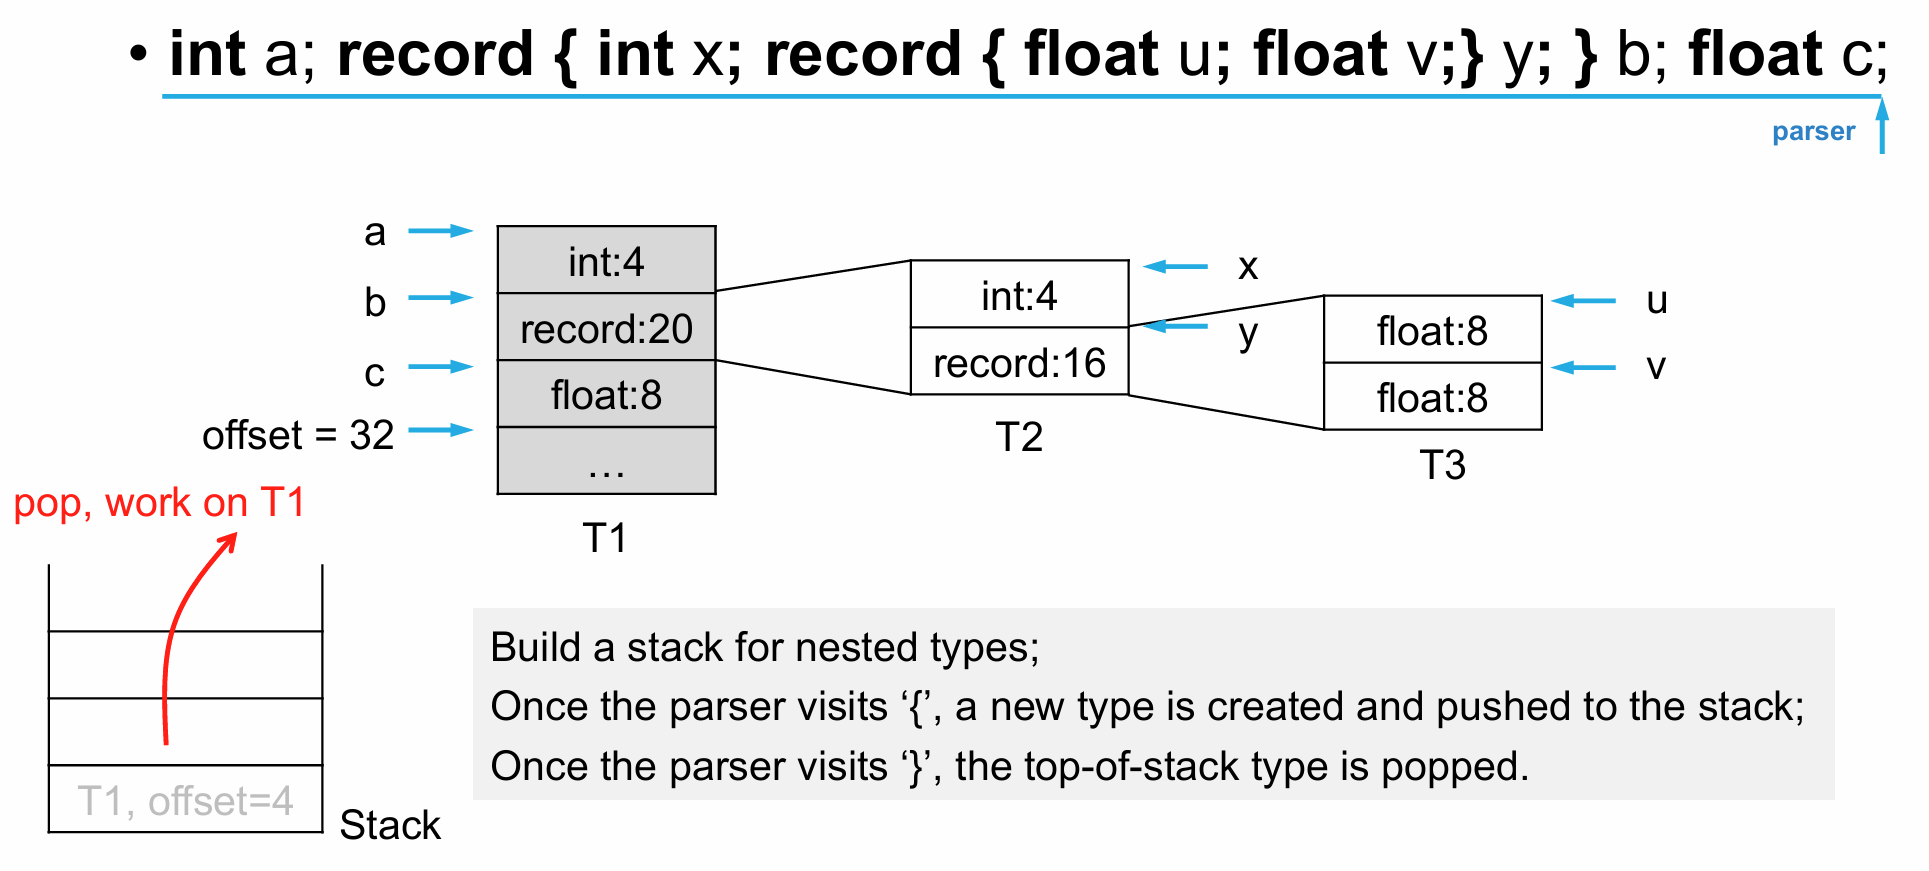 • int a; record { int x; record { float u; float v;} y; } b; float c;
parser
a
int:4
x
b
int:4
u
record:20
y
float:8
c
record:16
v
float:8
float:8
offset = 32
T2
…
T3
pop, work on T1
T1
Build a stack for nested types;
Once the parser visits ‘{’, a new type is created and pushed to the stack;
Once the parser visits ‘}’, the top-of-stack type is popped.
T1, offset=4
Stack